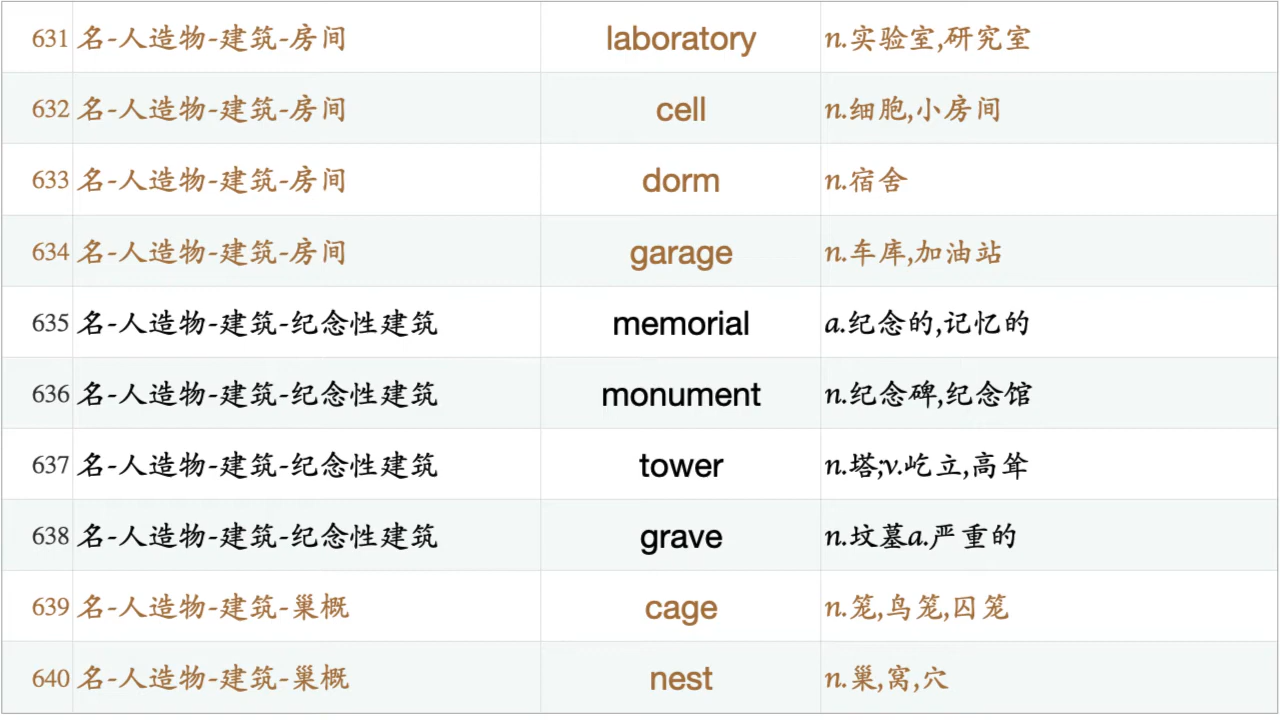 631 名-人造物-建筑-房间 laboratory n.实验室,研究室
632 名-人造物-建筑-房间 cell n.细胞,小房间
633 名-人造物-建筑-房间 dorm n.宿舍
634 名-人造物-建筑-房间 garage n.车库,加油站
635 名-人造物-建筑-纪念性建筑 memorial a.纪念的,记忆的
636 名-人造物-建筑-纪念性建筑 monument n.纪念碑,纪念馆
637 名-人造物-建筑-纪念性建筑 tower n.塔;v.屹立,高耸
638 名-人造物-建筑-纪念性建筑 grave n.坟墓a.严重的
639 名-人造物-建筑-巢概 cage n.笼,鸟笼,囚笼
640 名-人造物-建筑-巢概 nest n.巢,窝,穴